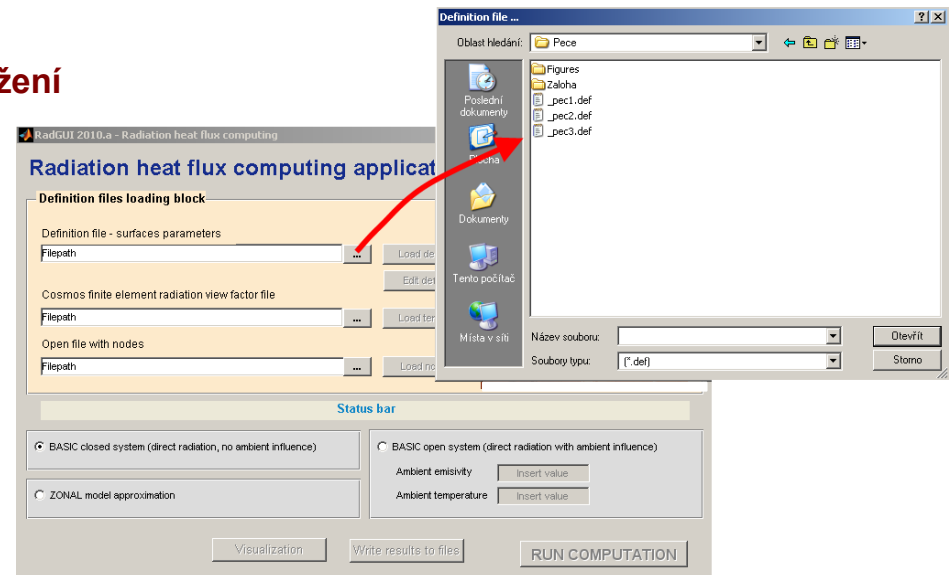 žení
Definition file ...
Oblast hledání:
Pece
Poslední
dokumenty
Plocha
Dokumenty
Tento počítač
Místa v síti
Figures
Zaloha
_pec1.def
_pec2.def
_pec3.def
Název souboru:
Otevřít
Soubory typu:
(*.def)
Storno
RadGUI 2010.a - Radiation heat flux computing
Radiation heat flux computing applicat
Definition files loading block
Definition file - surfaces parameters
Filepath
...
Load de
Edit def
Cosmos finite element radiation view factor file
Filepath
...
Load ter
Open file with nodes
Filepath
...
Load no
Status bar
BASIC closed system (direct radiation, no ambient influence)
BASIC open system (direct radiation with ambient influence)
Ambient emisivity
Insert value
Ambient temperature
Insert value
ZONAL model approximation
Visualization
Write results to files
RUN COMPUTATION